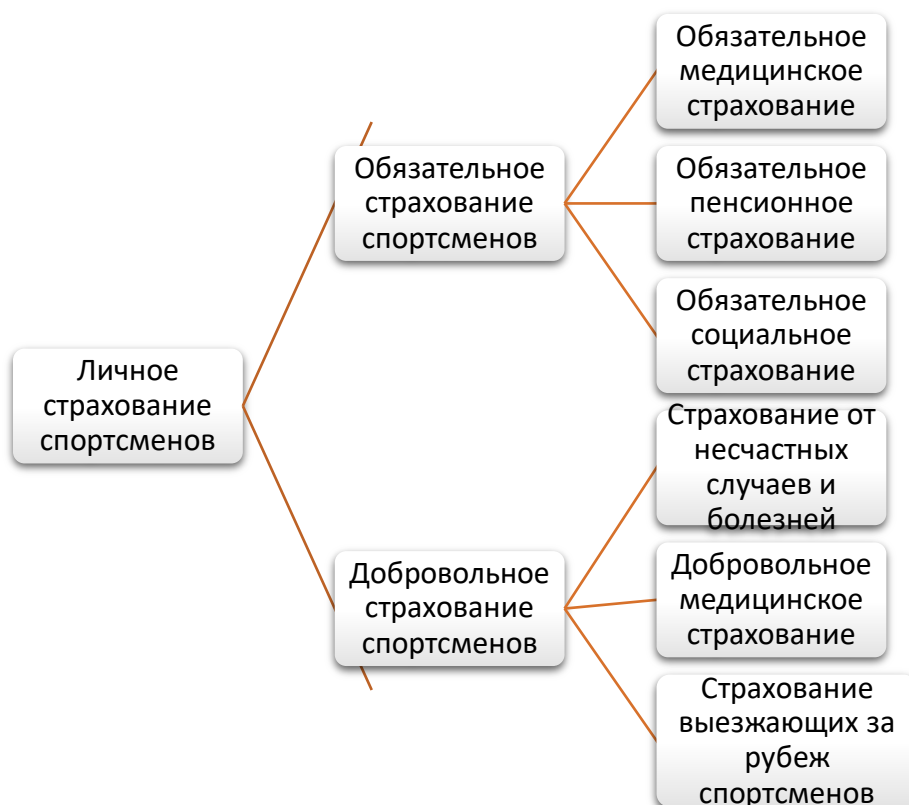 Личное
страхование
спортсменов
Обязательное
страхование
спортсменов
Обязательное
медицинское
страхование
Обязательное
пенсионное
страхование
Обязательное
социальное
страхование
Добровольное
страхование
спортсменов
Страхование от
несчастных
случаев и
болезней
Добровольное
медицинское
страхование
Страхование
выезжающих за
рубеж
спортсменов